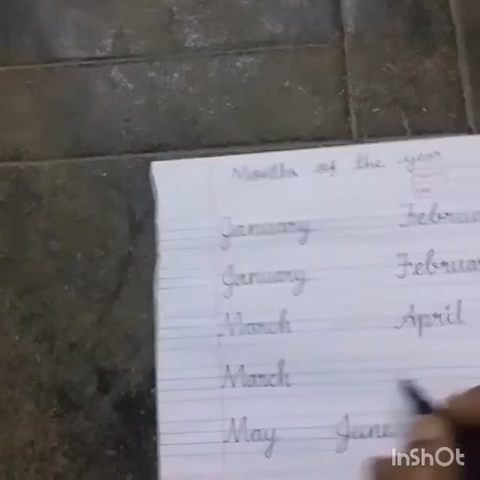 Months of the year
January Februa
January Februar
March April
March
May June
InShOt